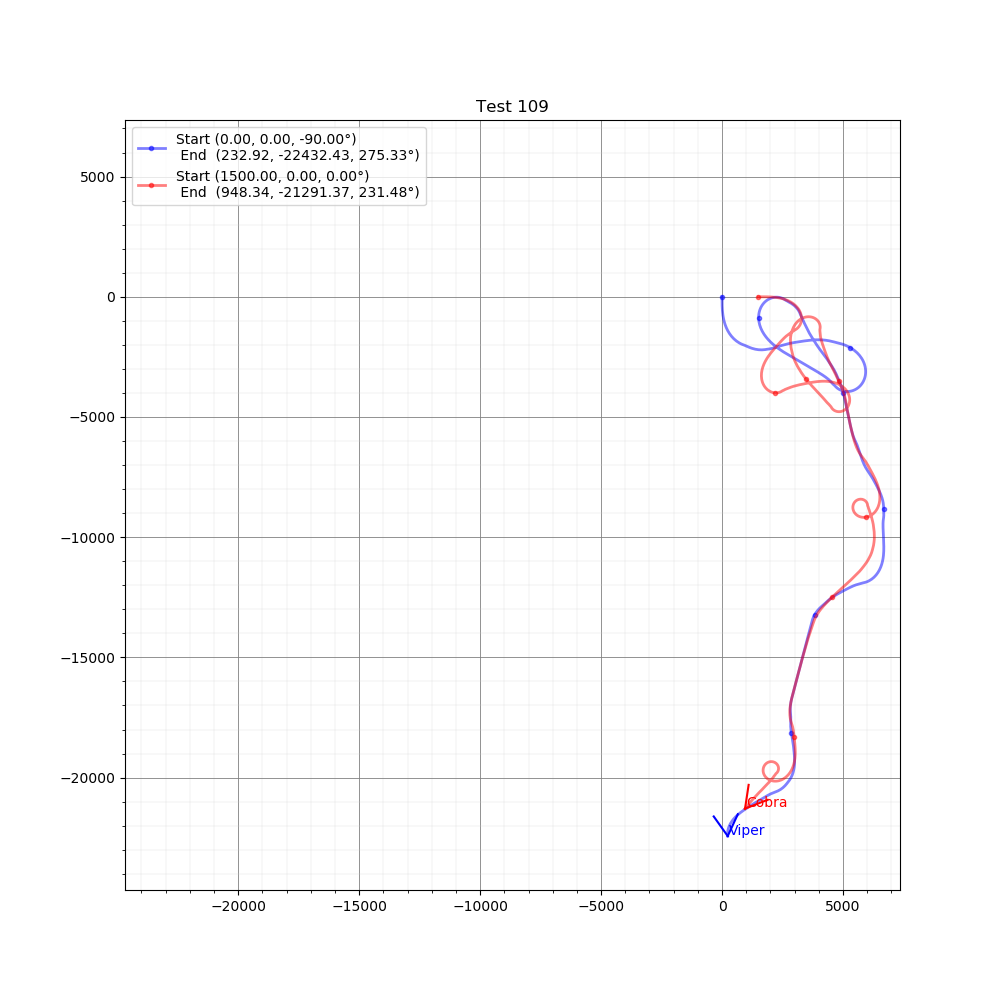 Test 109
Start (0.00, 0.00, -90.00°)
End  (232.92, -22432.43, 275.33°)
Start (1500.00, 0.00, 0.00°)
End  (948.34, -21291.37, 231.48°)
5000
0
−5000
−10000
−15000
−20000
Cobra
Viper
−20000 −15000 −10000 −5000 0 5000